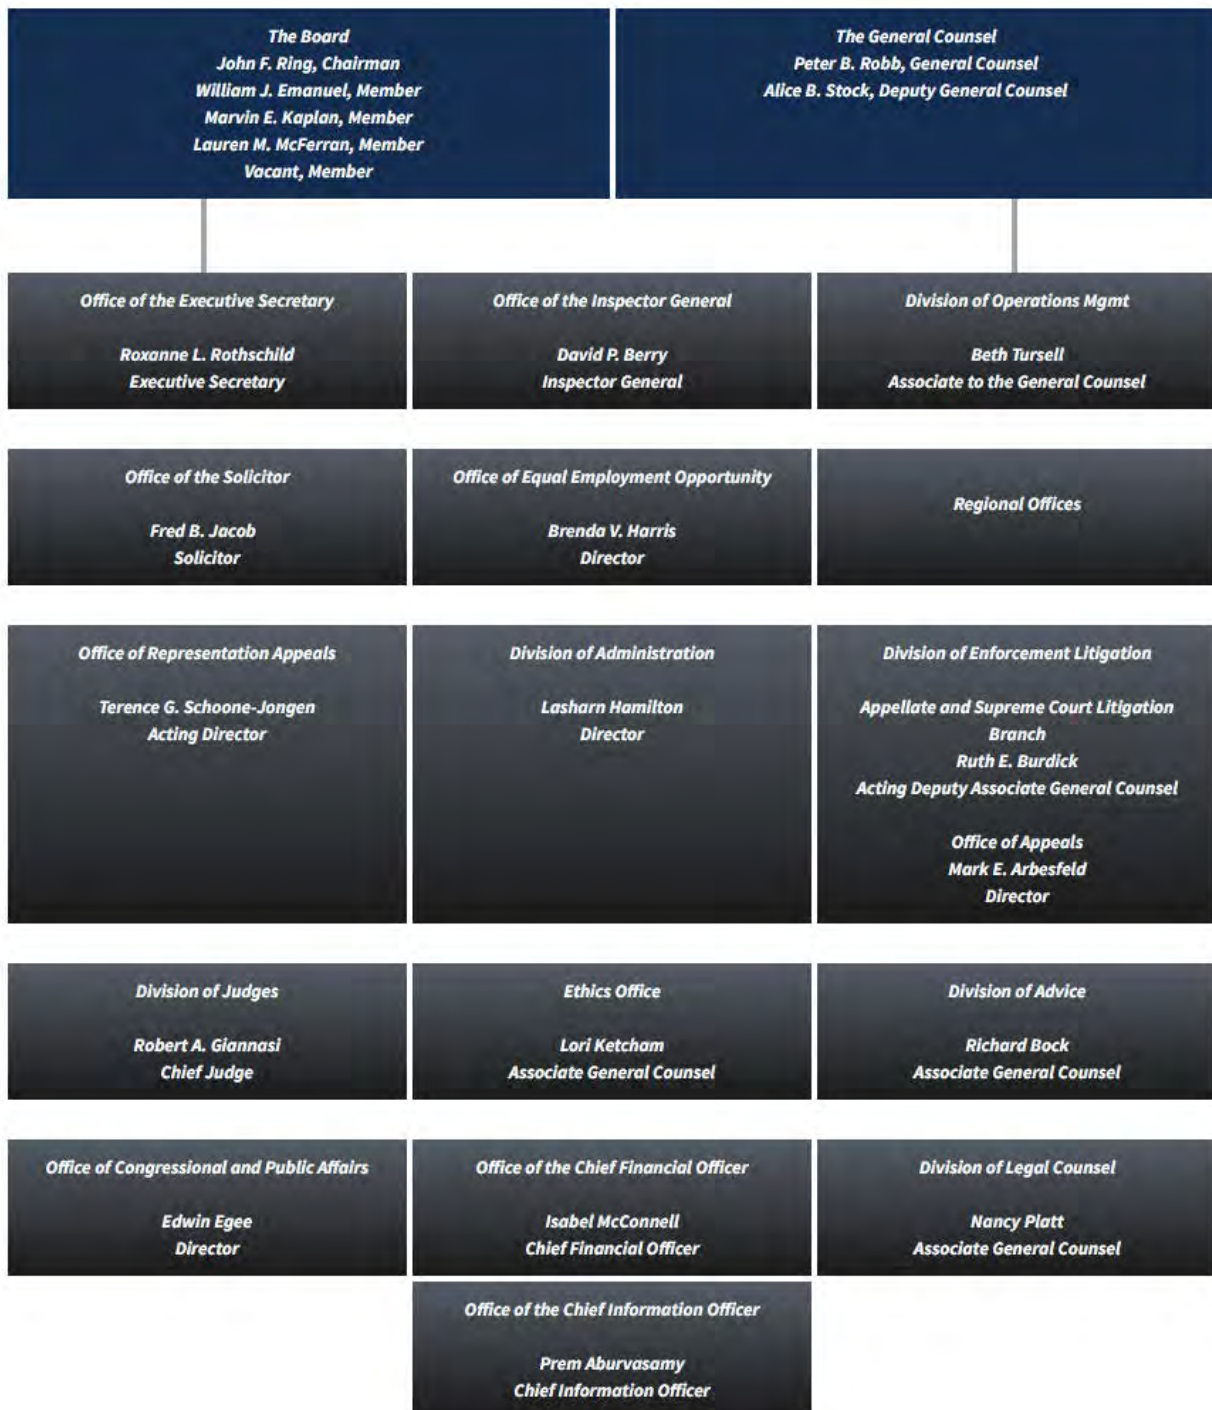 The Board
John F. Ring, Chairman
William J. Emanuel, Member
Marvin E. Kaplan, Member
Lauren M. McFerran, Member
Vacant, Member
The General Counsel
Peter B. Robb, General Counsel
Alice B. Stock, Deputy General Counsel
Office of the Executive Secretary
Roxanne L. Rothschild
Executive Secretary
Office of the Inspector General
David P. Berry
Inspector General
Division of Operations Mgmt
Beth Tursell
Associate to the General Counsel
Office of the Solicitor
Fred B. Jacob
Solicitor
Office of Equal Employment Opportunity
Brenda V. Harris
Director
Regional Offices
Office of Representation Appeals
Terence G. Schoone-Jongen
Acting Director
Division of Administration
Lasharn Hamilton
Director
Division of Enforcement Litigation
Appellate and Supreme Court Litigation
Branch
Ruth E. Burdick
Acting Deputy Associate General Counsel
Office of Appeals
Mark E. Arbesfeld
Director
Division of Judges
Robert A. Giannasi
Chief Judge
Ethics Office
Lori Ketcham
Associate General Counsel
Division of Advice
Richard Bock
Associate General Counsel
Office of Congressional and Public Affairs
Edwin Egee
Director
Office of the Chief Financial Officer
Isabel McConnell
Chief Financial Officer
Division of Legal Counsel
Nancy Platt
Associate General Counsel
Office of the Chief Information Officer
Prem Aburvasamy
Chief Information Officer